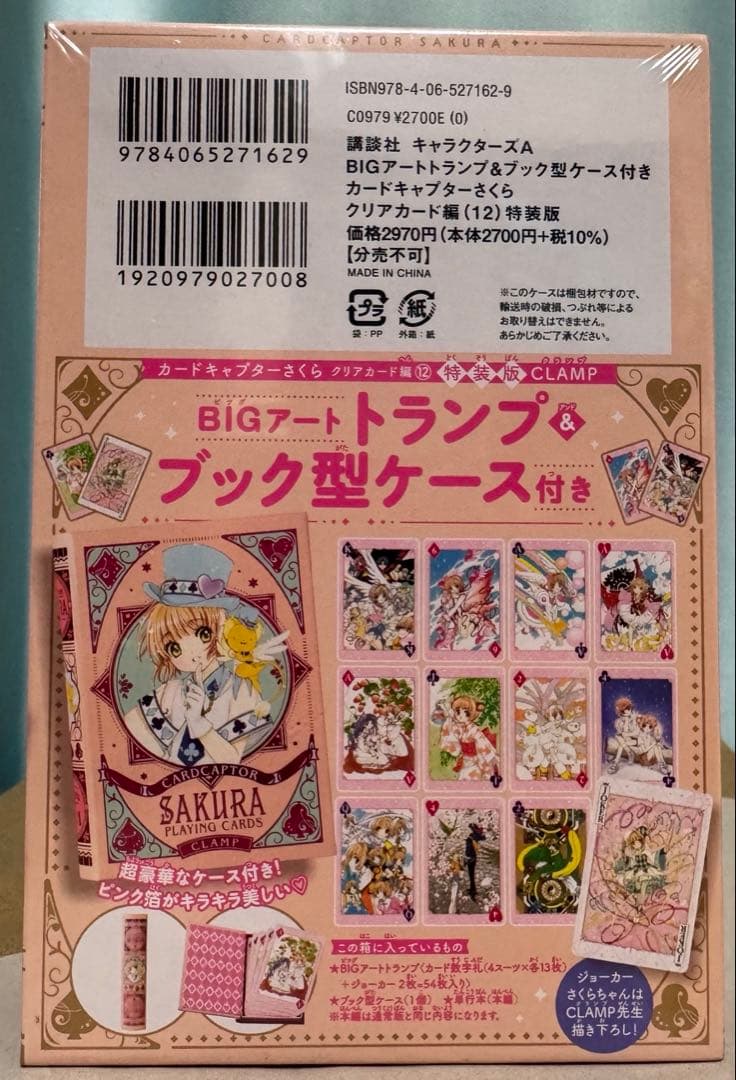 CARDCAPTOR SAKURA
9784065271629
1920979027008
ISBN978-4-06-527162-9
C0979 ¥2700E (0)
講談社 キャラクターズA
BIGアートトランプ&ブック型ケース付き
カードキャプターさくら
クリアカード編(12)特装版
価格2970円(本体2700円+税10%)
【分売不可】
MADE IN CHINA
プラ
袋:PP
紙
外箱:紙
※このケースは梱包材ですので、
輸送時の破損、つぶれ等による
お取り替えはできません。
あらかじめご了承ください。
カードキャプターさくら クリアカード編⑫ 特装版 CLAMP
BIGアートトランプ&
ブック型ケース付き
CARDCAPTOR
SAKURA
PLAYING CARDS
CLAMP
超豪華なケース付き!
ピンク箔がキラキラ美しい♡
この箱に入っているもの
★BIGアートトランプ(カード数字札(4スーツ×各13枚)
+ジョーカー2枚=54枚入り)
★ブック型ケース(1個) ★単行本(本編)
※本編は通常版と同じ内容になります。
JOKER
ジョーカー
さくらちゃんは
CLAMP先生
描き下ろし!